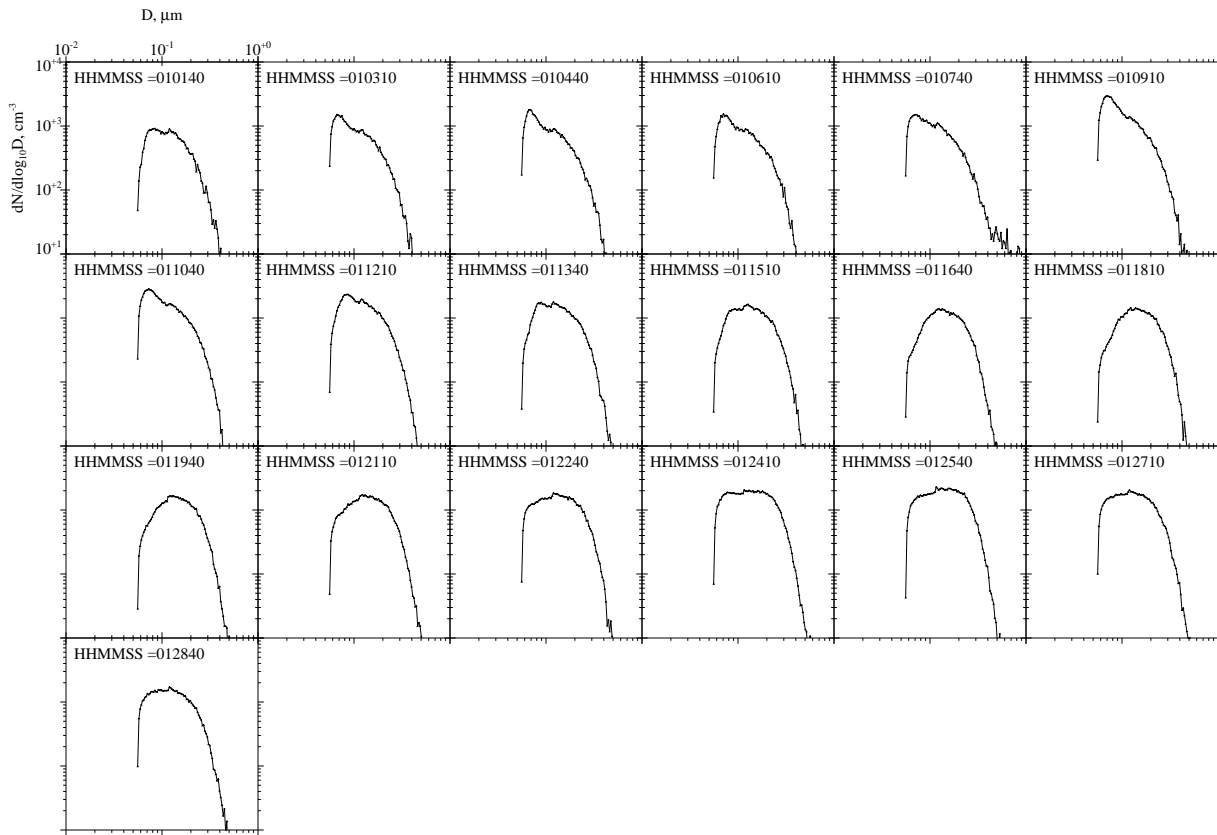 D, μm
10-2 10-1 10+0
10+4
10+3
10+2
10+1
dN/dlog10D, cm-3
HHMMSS =010140 HHMMSS =010310 HHMMSS =010440 HHMMSS =010610 HHMMSS =010740 HHMMSS =010910
HHMMSS =011040 HHMMSS =011210 HHMMSS =011340 HHMMSS =011510 HHMMSS =011640 HHMMSS =011810
HHMMSS =011940 HHMMSS =012110 HHMMSS =012240 HHMMSS =012410 HHMMSS =012540 HHMMSS =012710
HHMMSS =012840